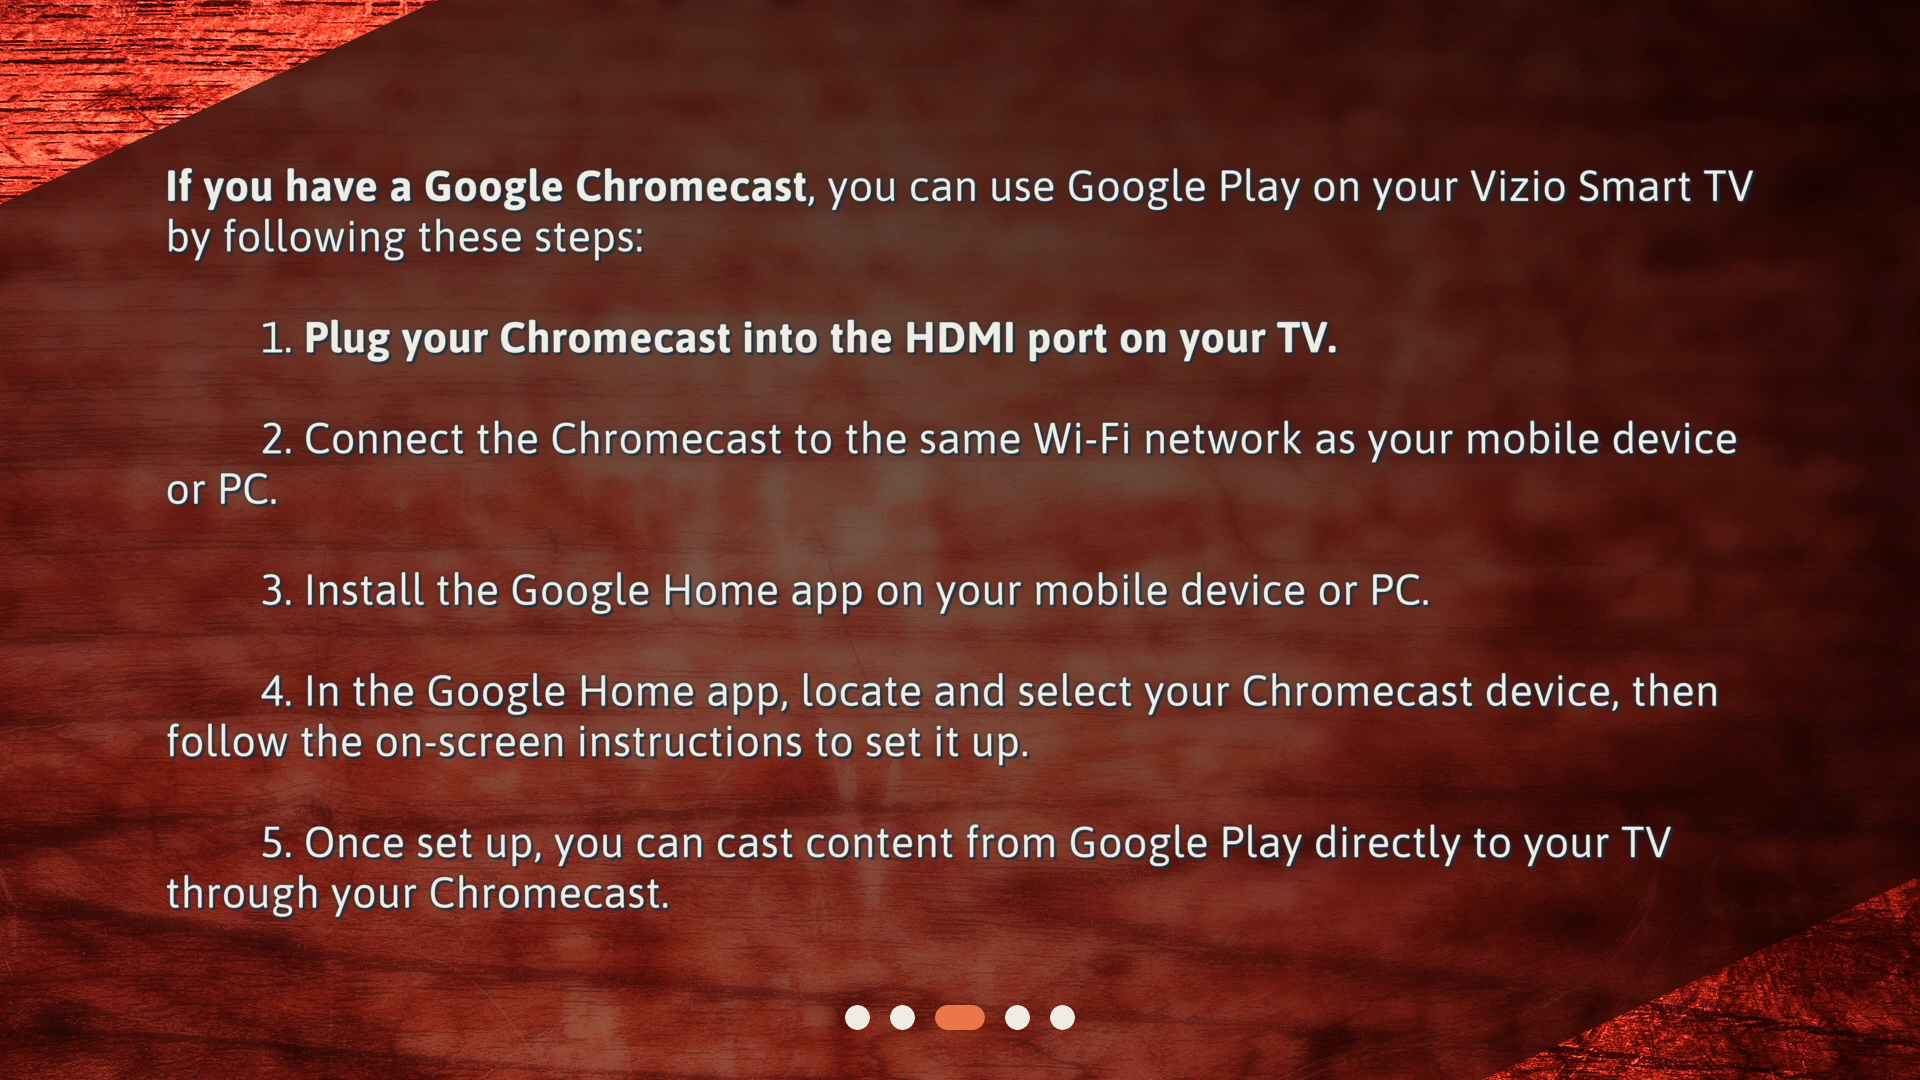 If you have a Google Chromecast, you can use Google Play on your Vizio Smart TV
by following these steps:
1. Plug your Chromecast into the HDMI port on your TV.
2. Connect the Chromecast to the same Wi-Fi network as your mobile device
or PC.
3. Install the Google Home app on your mobile device or PC.
4. In the Google Home app, locate and select your Chromecast device, then
follow the on-screen instructions to set it up.
5. Once set up, you can cast content from Google Play directly to your TV
through your Chromecast.